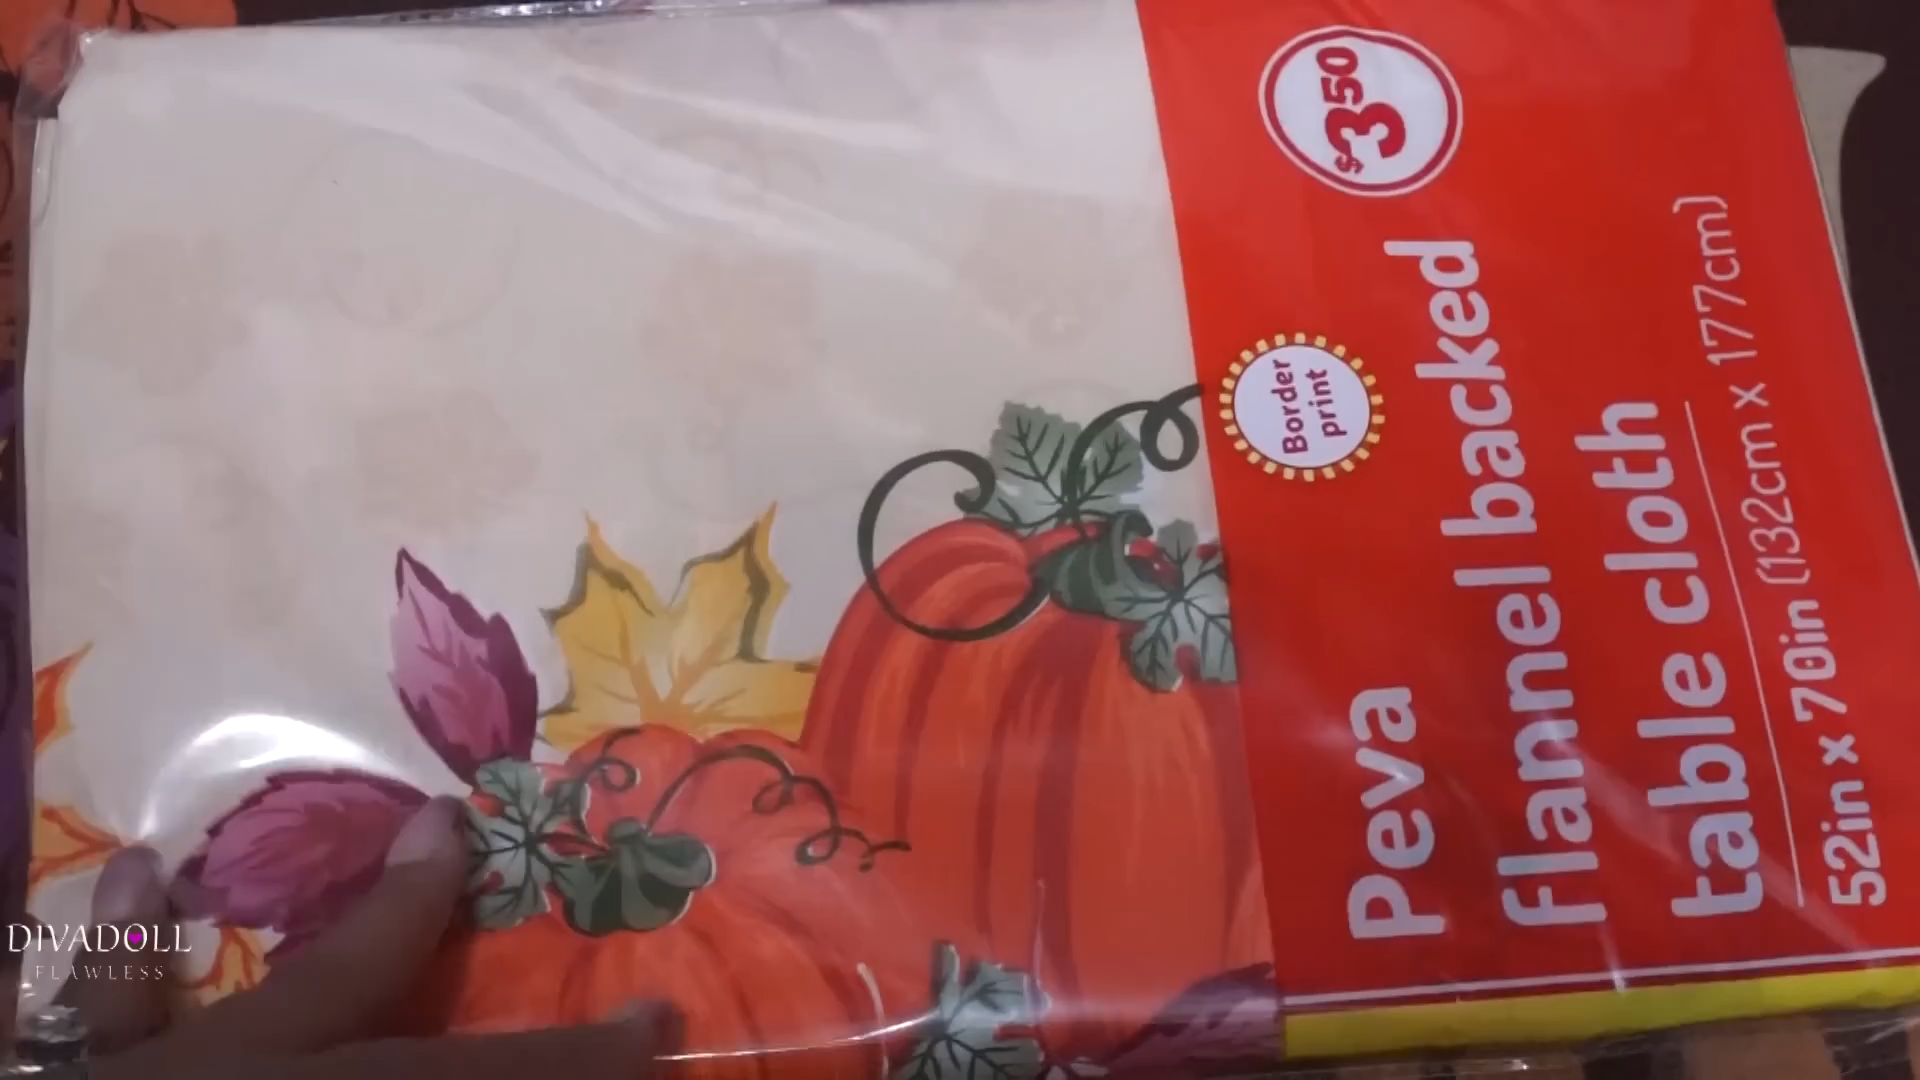 $3.50
Border
print
Peva
flannel backed
table cloth
52in x 70in (132cm x 177cm)
DIVADOLL
FLAWLESS